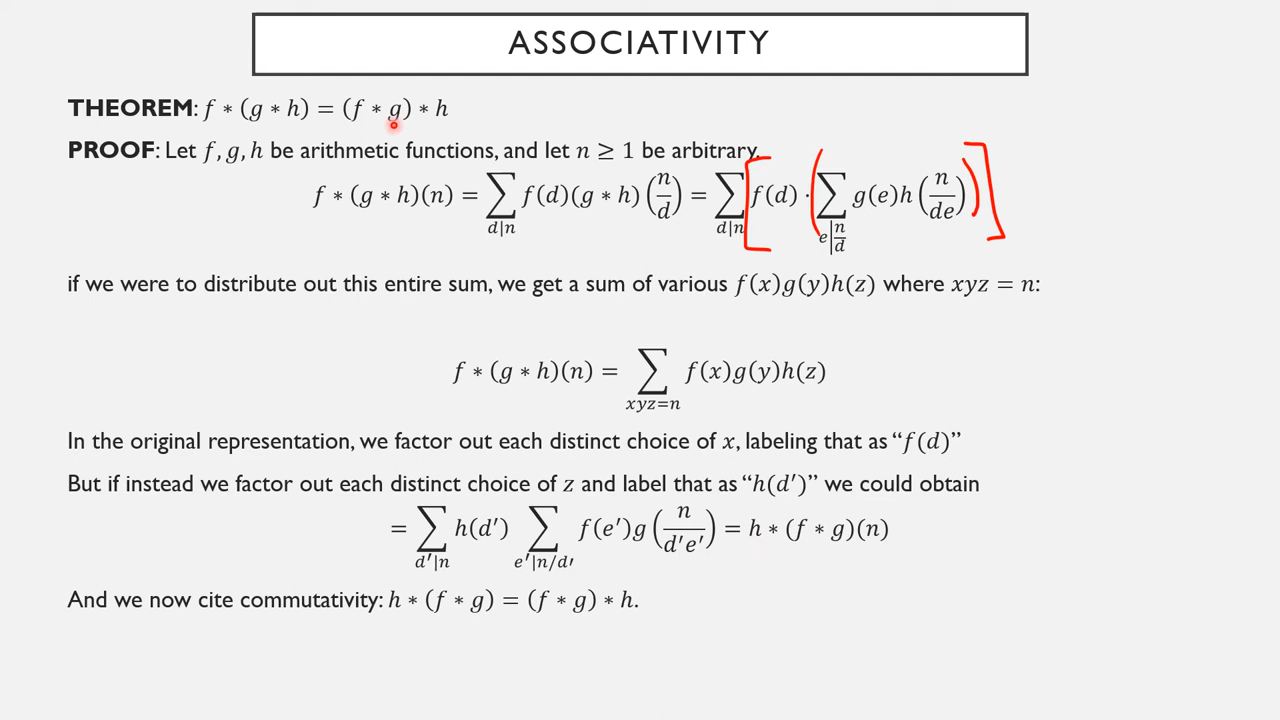 ASSOCIATIVITY
THEOREM: f ∗ (g ∗ h) = (f ∗ g) ∗ h
PROOF: Let f, g, h be arithmetic functions, and let n ≥ 1 be arbitrary.
f ∗ (g ∗ h)(n) = ∑_{d|n} f(d)(g ∗ h)(n/d) = ∑_{d|n} [f(d) · (∑_{e|n/d} g(e)h(n/de))]
if we were to distribute out this entire sum, we get a sum of various f(x)g(y)h(z) where xyz = n:
f ∗ (g ∗ h)(n) = ∑_{xyz=n} f(x)g(y)h(z)
In the original representation, we factor out each distinct choice of x, labeling that as “f(d)”
But if instead we factor out each distinct choice of z and label that as “h(d′)” we could obtain
= ∑_{d′|n} h(d′) ∑_{e′|n/d′} f(e′)g(n/d′e′) = h ∗ (f ∗ g)(n)
And we now cite commutativity: h ∗ (f ∗ g) = (f ∗ g) ∗ h.